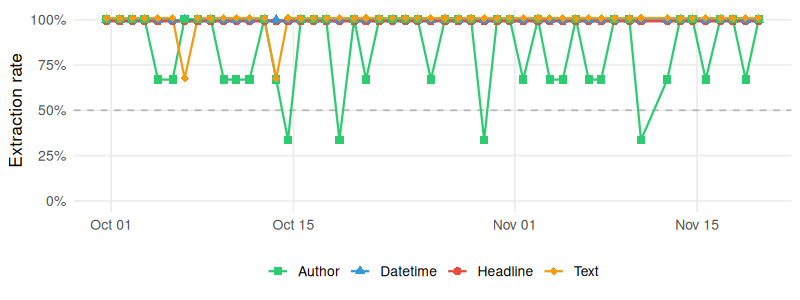 Extraction rate
100%
75%
50%
25%
0%
Oct 01 Oct 15 Nov 01 Nov 15
Author Datetime Headline Text